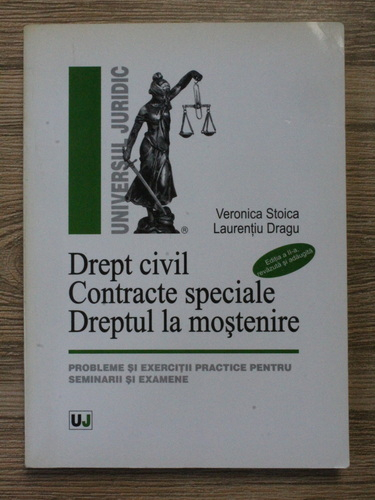 UNIVERSUL JURIDIC
®
Veronica Stoica
Laurențiu Dragu
Ediția a II-a,
revăzută și adăugită
Drept civil
Contracte speciale
Dreptul la moștenire
PROBLEME ȘI EXERCIȚII PRACTICE PENTRU
SEMINARII ȘI EXAMENE
UJ